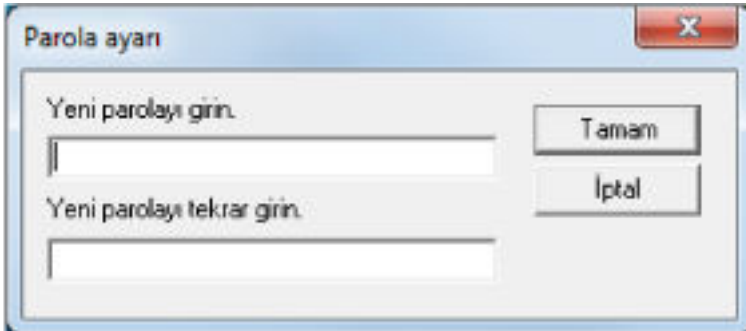 Parola ayarı
Yeni parolayı girin.
Tamam
İptal
Yeni parolayı tekrar girin.